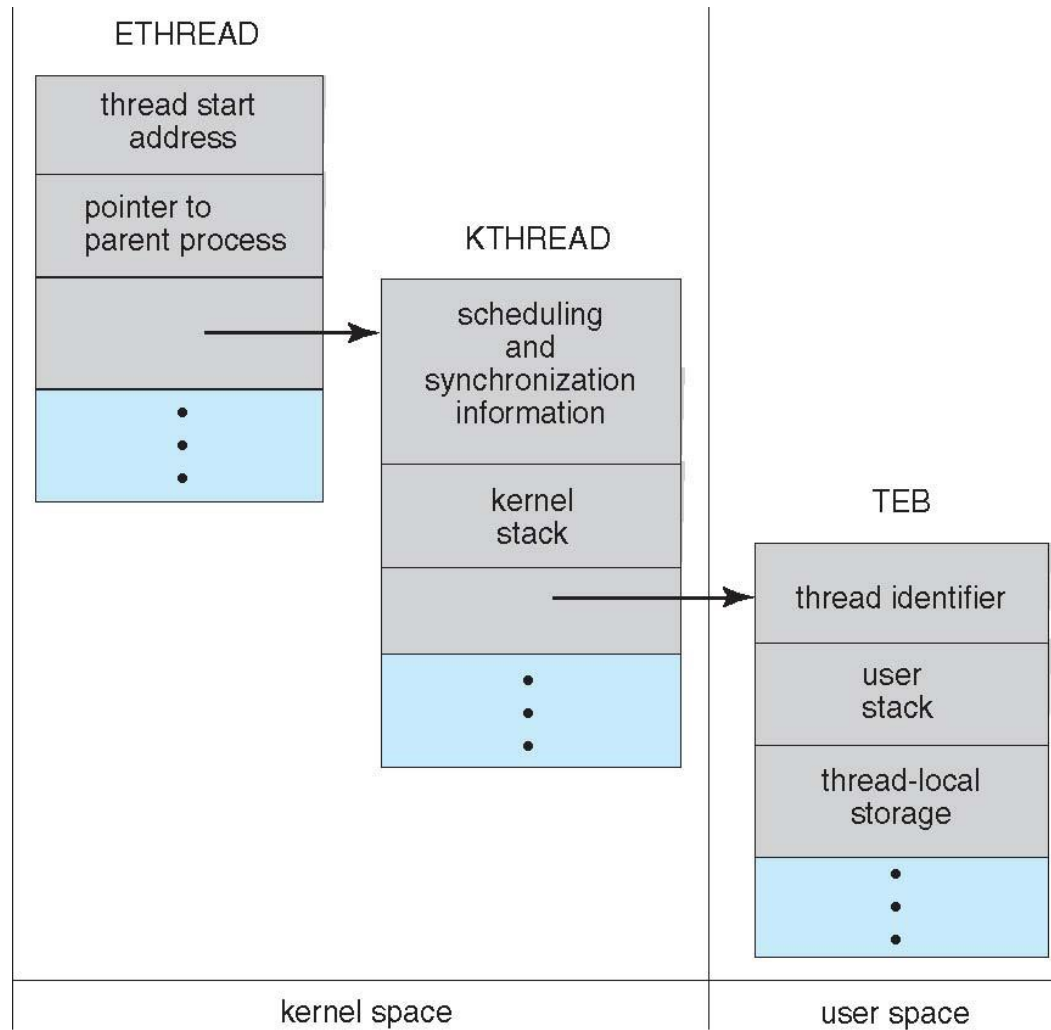 ETHREAD
thread start
address
pointer to
parent process
KTHREAD
scheduling
and
synchronization
information
kernel
stack
TEB
thread identifier
user
stack
thread-local
storage
kernel space
user space